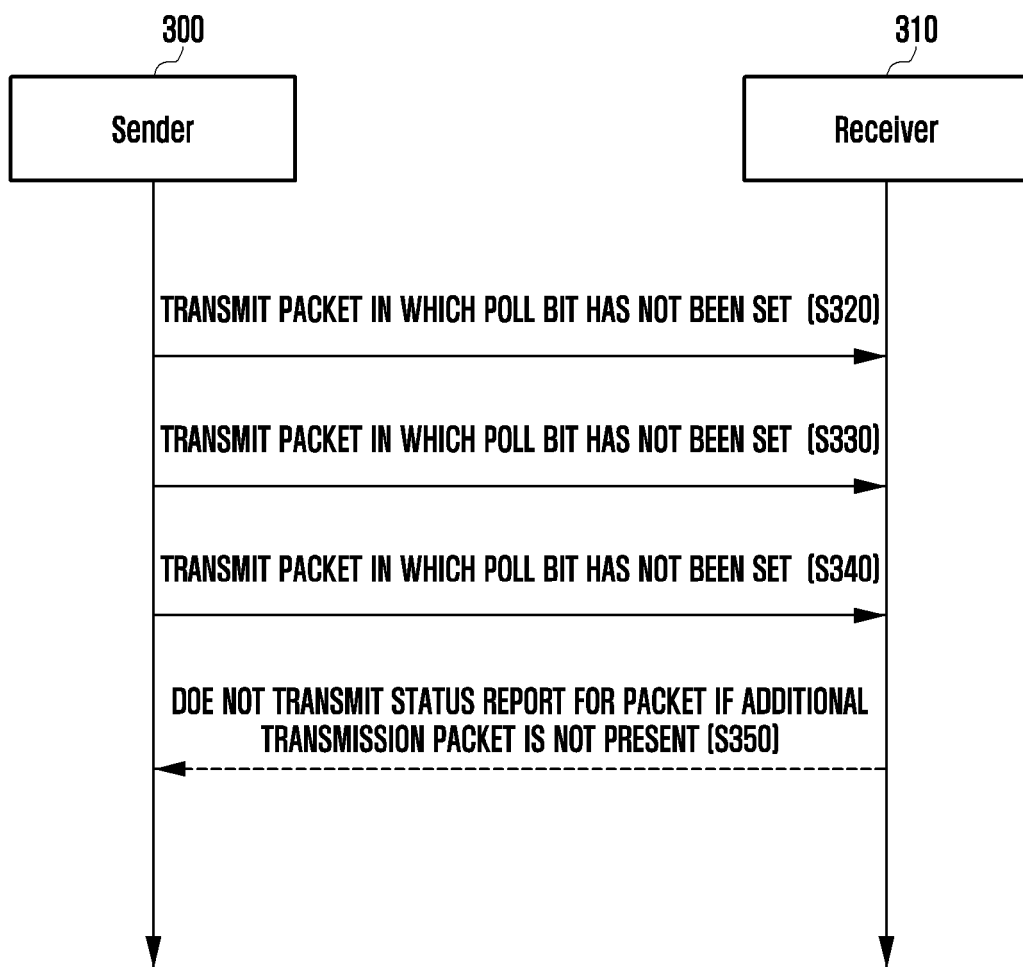 300
310
Sender
Receiver
TRANSMIT PACKET IN WHICH POLL BIT HAS NOT BEEN SET (S320)
TRANSMIT PACKET IN WHICH POLL BIT HAS NOT BEEN SET (S330)
TRANSMIT PACKET IN WHICH POLL BIT HAS NOT BEEN SET (S340)
DOE NOT TRANSMIT STATUS REPORT FOR PACKET IF ADDITIONAL
TRANSMISSION PACKET IS NOT PRESENT (S350)